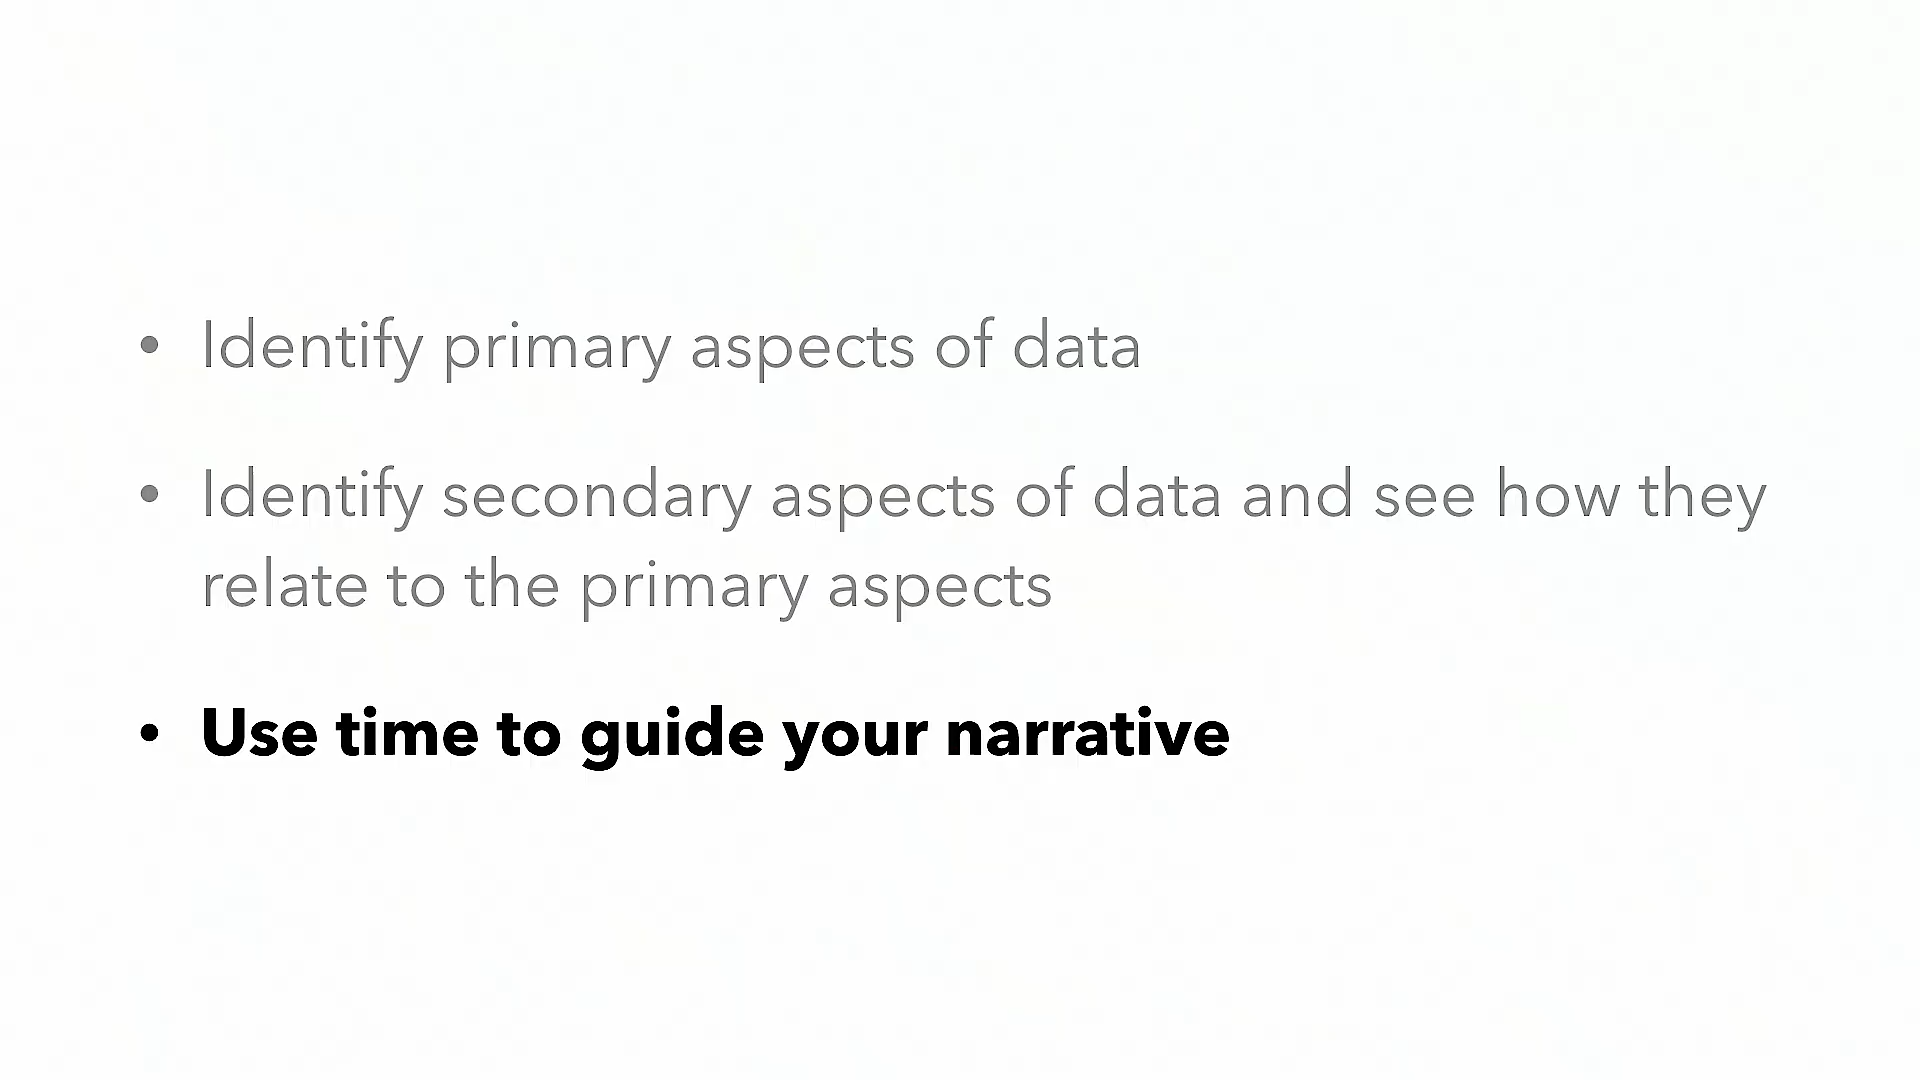 • Identify primary aspects of data
• Identify secondary aspects of data and see how they
relate to the primary aspects
• Use time to guide your narrative